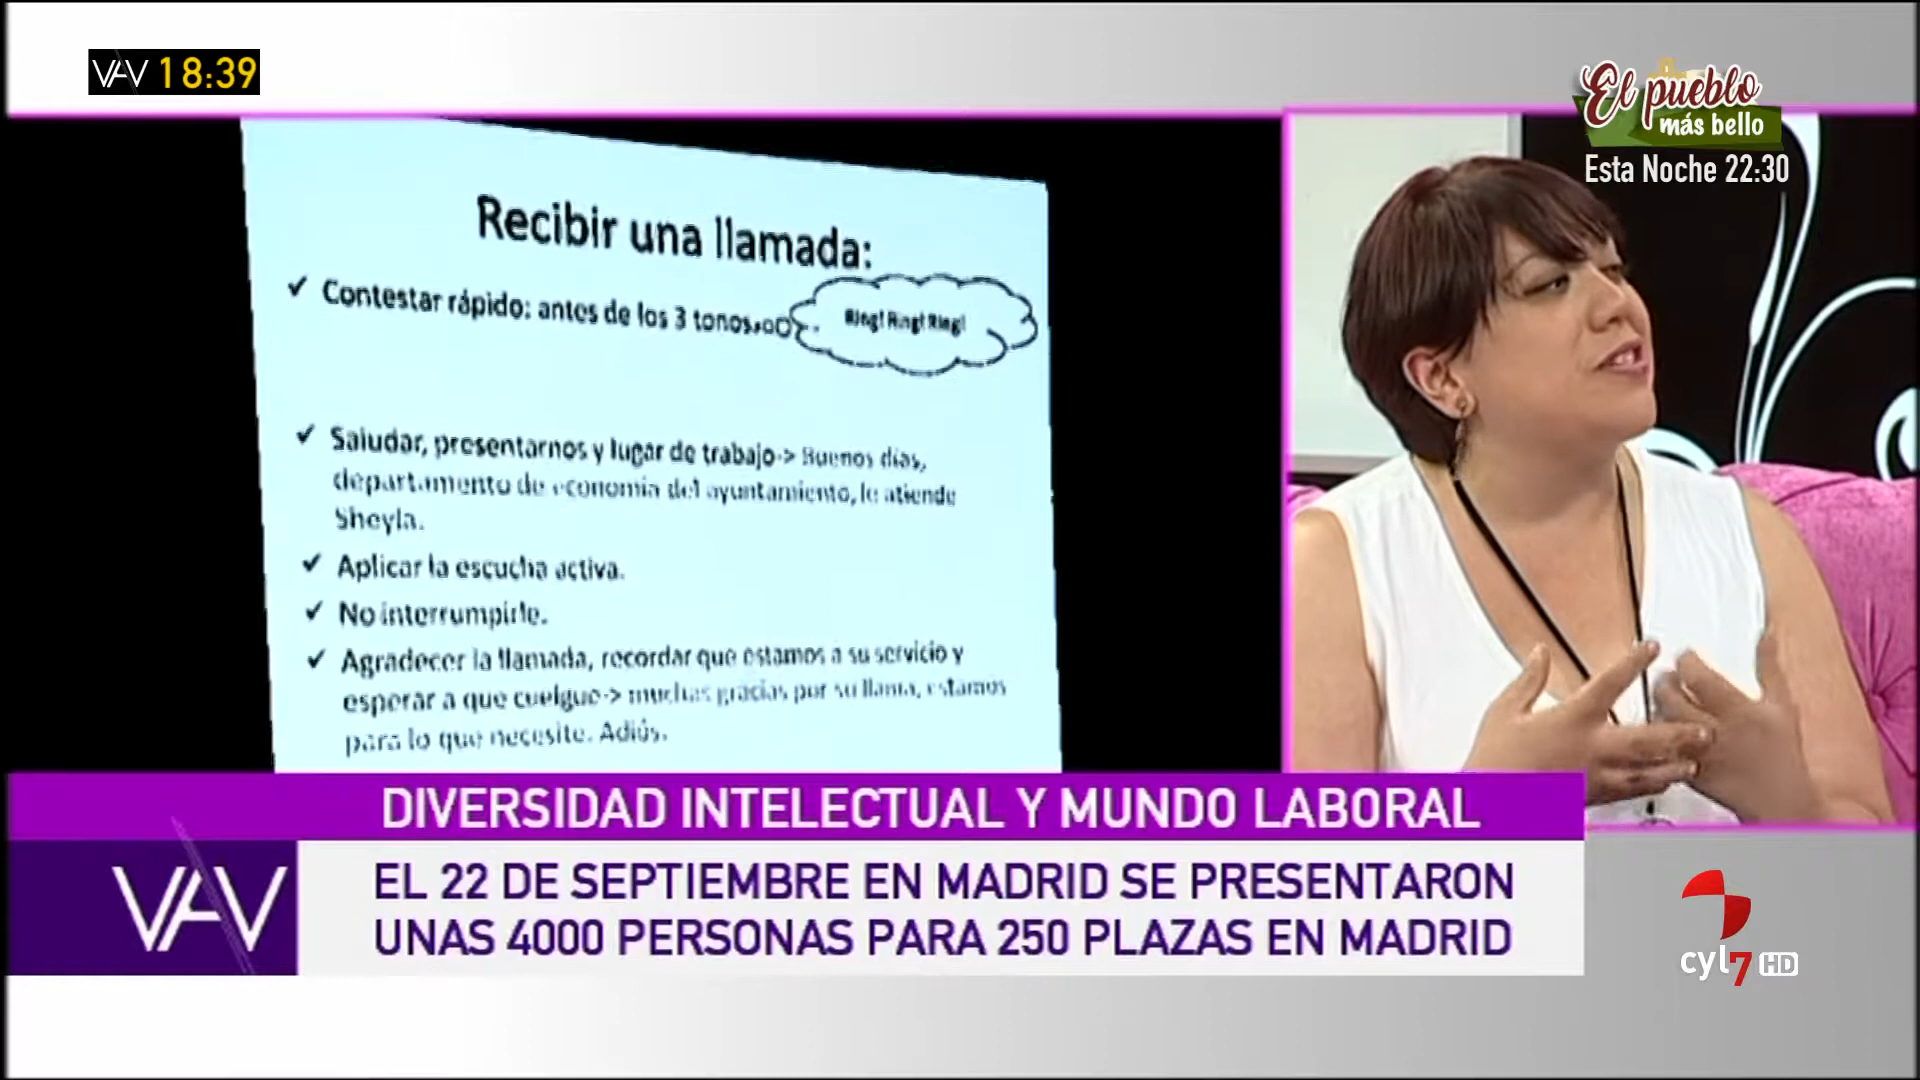 VAV 18:39
El pueblo
más bello
Esta Noche 22:30
Recibir una llamada:
✓ Contestar rápido: antes de los 3 tonos.
Ring! Ring! Ring!
✓ Saludar, presentarnos y lugar de trabajo-> Buenos días,
departamento de economía del ayuntamiento, le atiende
Sheyla.
✓ Aplicar la escucha activa.
✓ No interrumpirle.
✓ Agradecer la llamada, recordar que estamos a su servicio y
esperar a que cuelgue-> muchas gracias por su llama, estamos
para lo que necesite. Adiós.
DIVERSIDAD INTELECTUAL Y MUNDO LABORAL
VAV
EL 22 DE SEPTIEMBRE EN MADRID SE PRESENTARON
UNAS 4000 PERSONAS PARA 250 PLAZAS EN MADRID
cyl7 HD